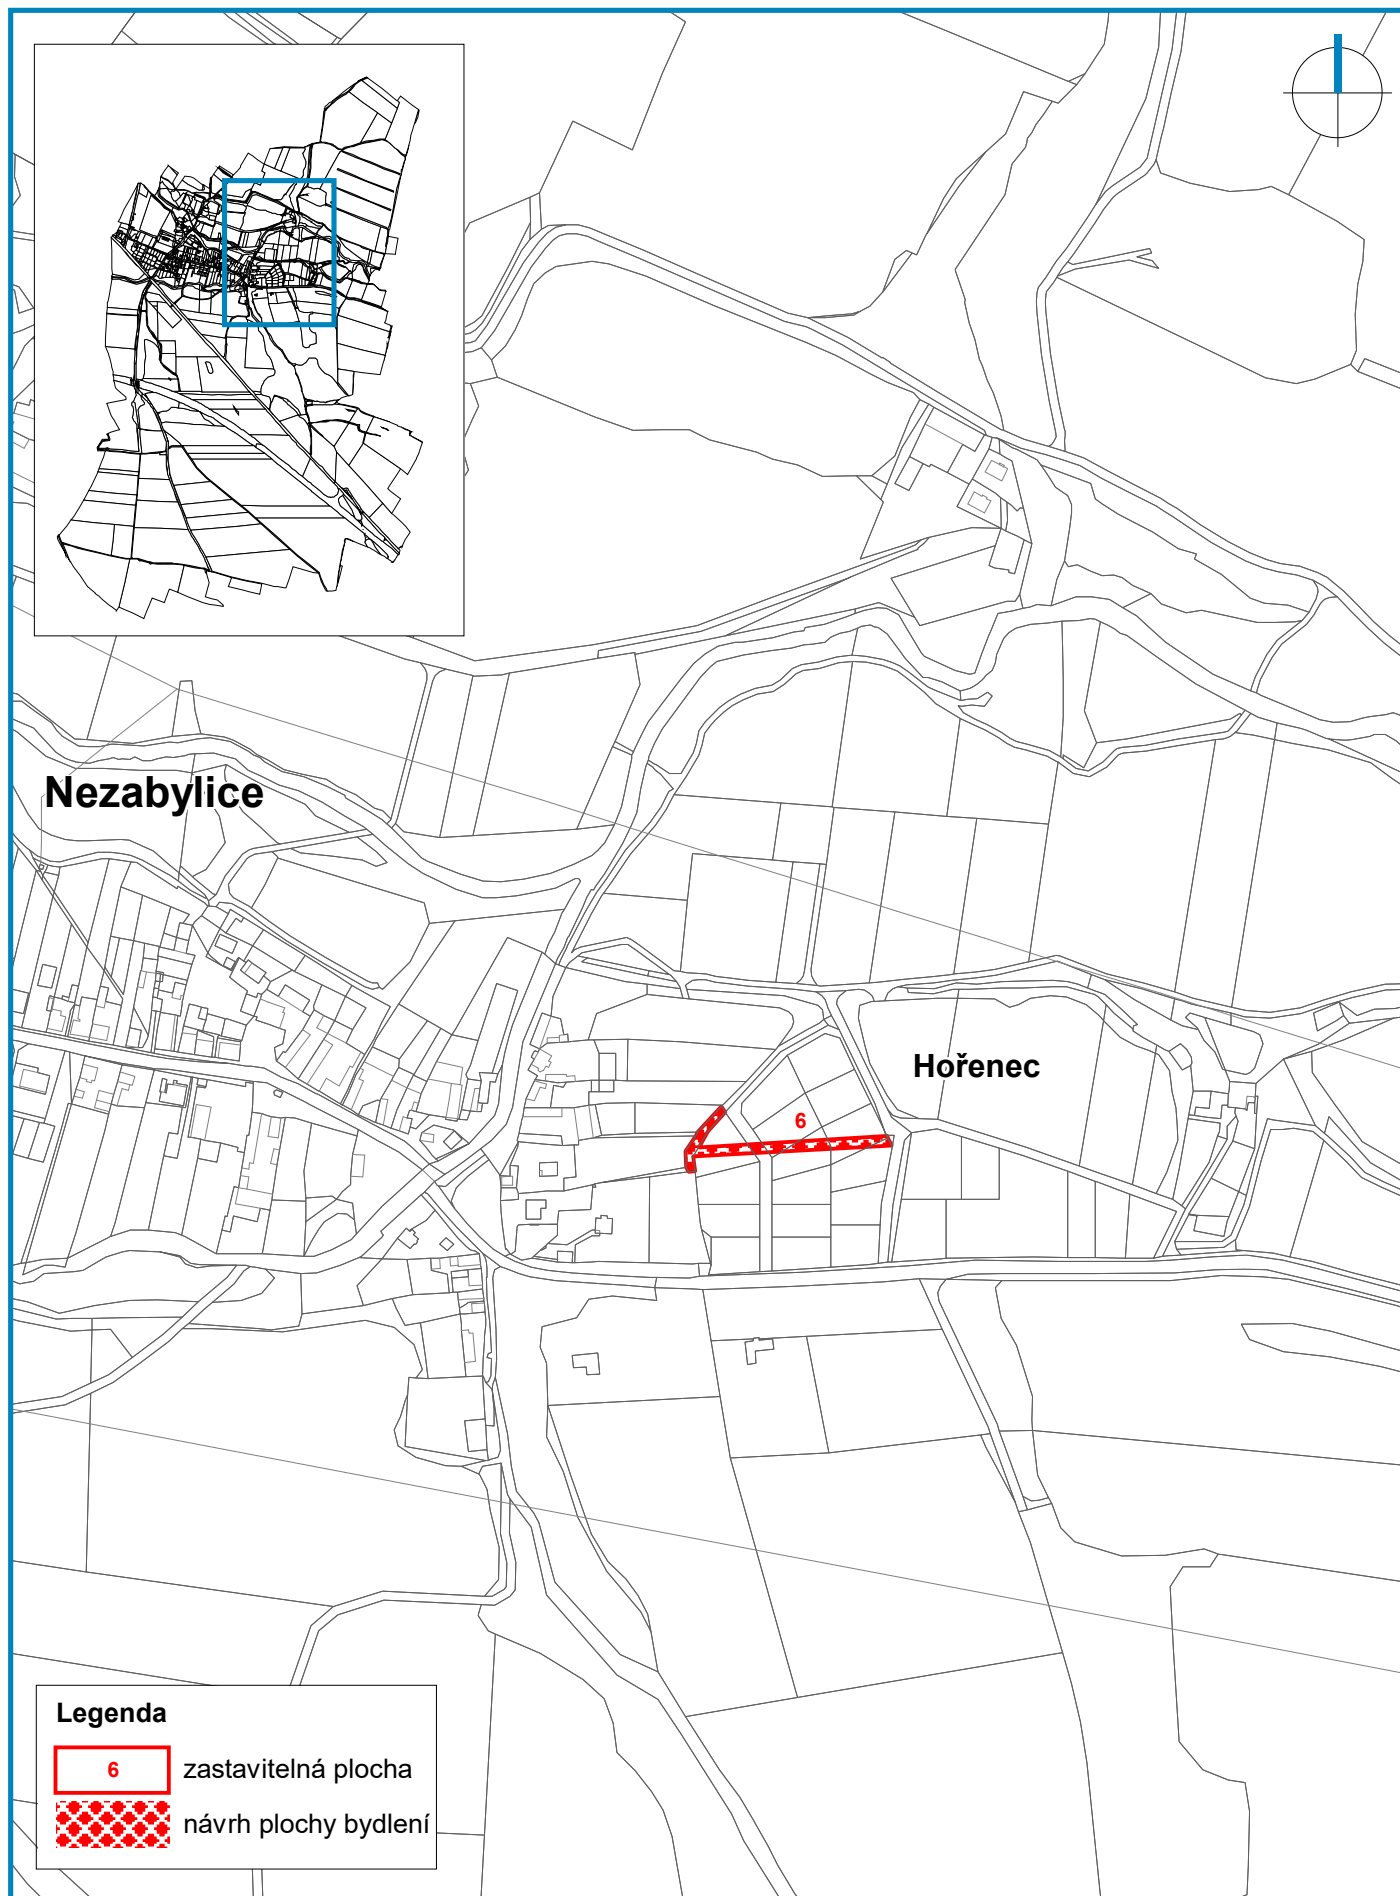 Nezabylice
Hořenec
6
Legenda
6 zastavitelná plocha
návrh plochy bydlení